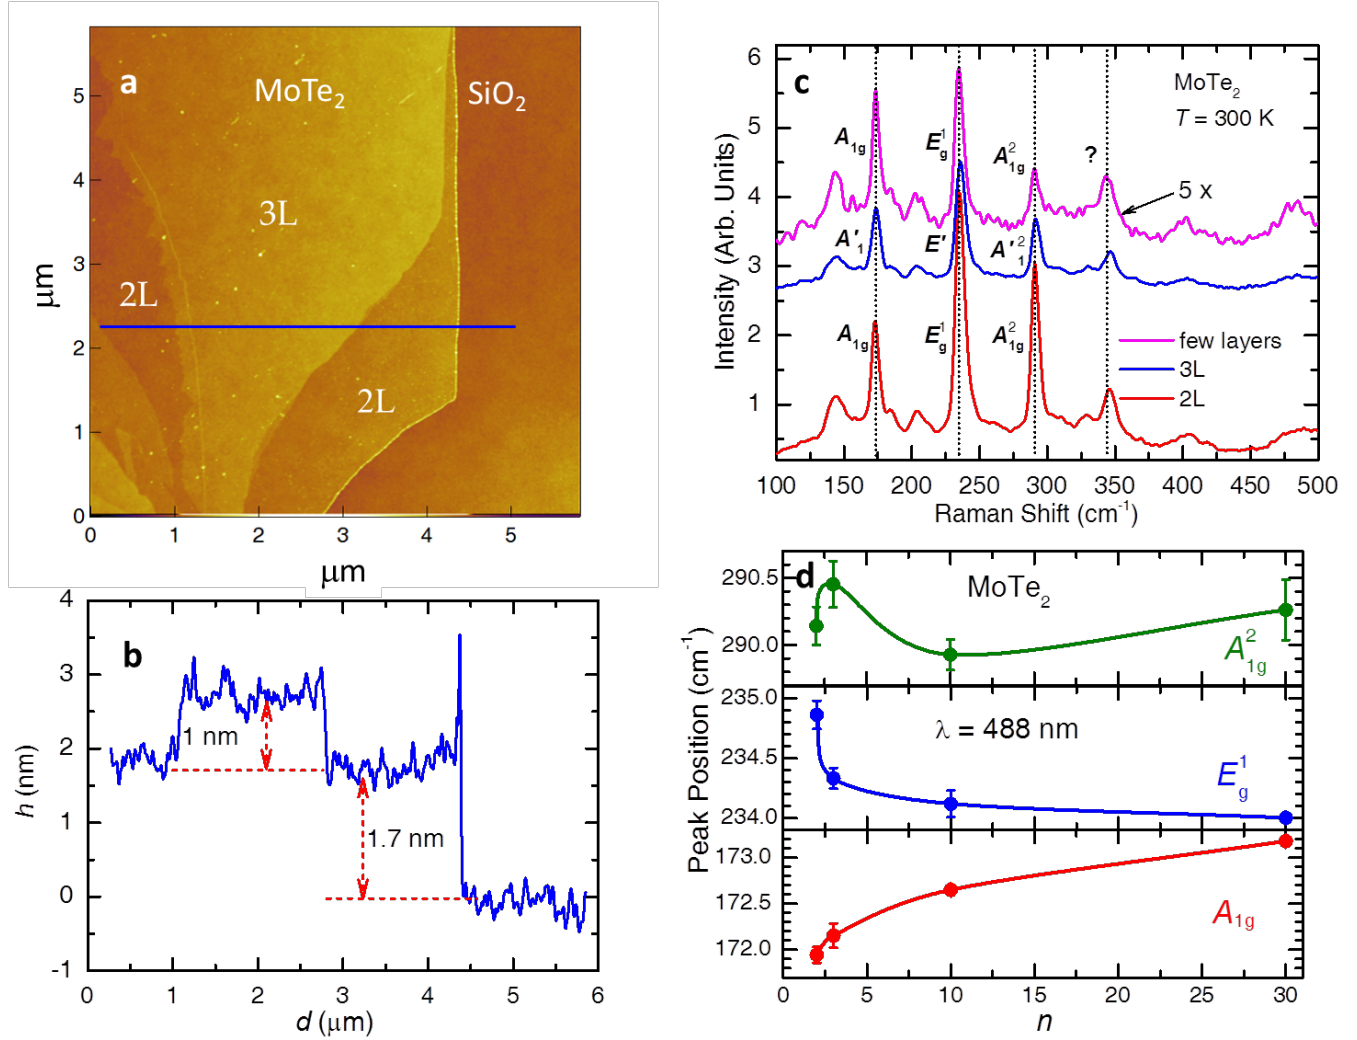 a
MoTe₂
SiO₂
3L
2L
2L
5
4
3
2
1
0
0 1 2 3 4 5
μm
μm
b
4
3
2
1
0
-1
h (nm)
1 nm
1.7 nm
0 1 2 3 4 5 6
d (μm)
c
MoTe₂
T = 300 K
6
5
4
3
2
1
Intensity (Arb. Units)
A₁g E¹g A²₁g ?
5 x
A'₁ E' A'²₁
A₁g E¹g A²₁g
few layers
3L
2L
100 150 200 250 300 350 400 450 500
Raman Shift (cm⁻¹)
d
MoTe₂
290.5
290.0
A²₁g
235.0
234.5
234.0
λ = 488 nm
E¹g
173.0
172.5
172.0
A₁g
Peak Position (cm⁻¹)
0 5 10 15 20 25 30
n